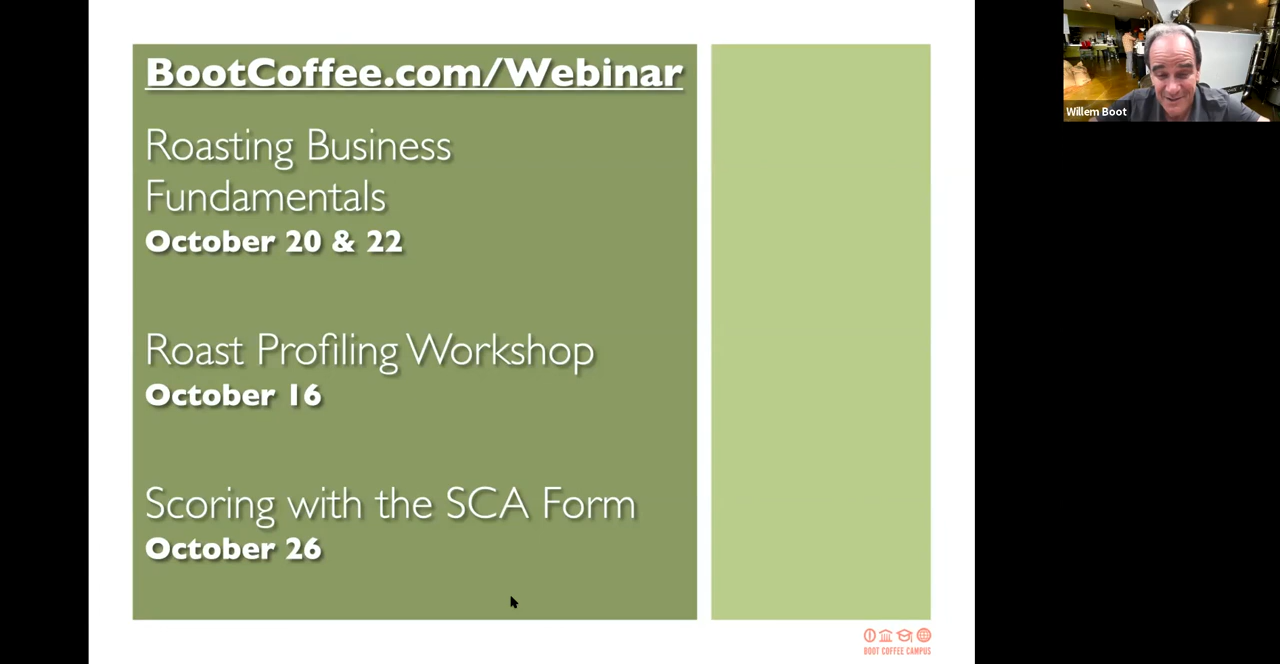 BootCoffee.com/Webinar
Roasting Business
Fundamentals
October 20 & 22
Roast Profiling Workshop
October 16
Scoring with the SCA Form
October 26
BOOT COFFEE CAMPUS
Willem Boot